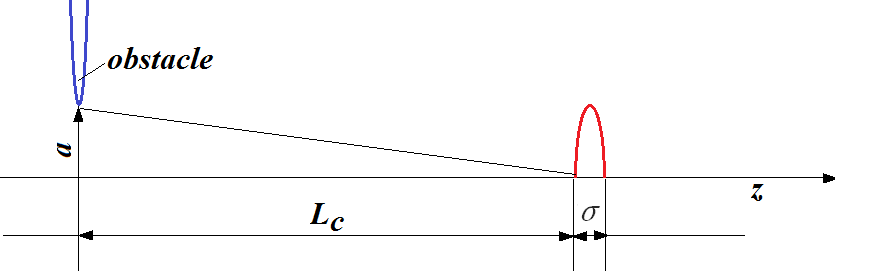 obstacle
a
z
L_c
σ